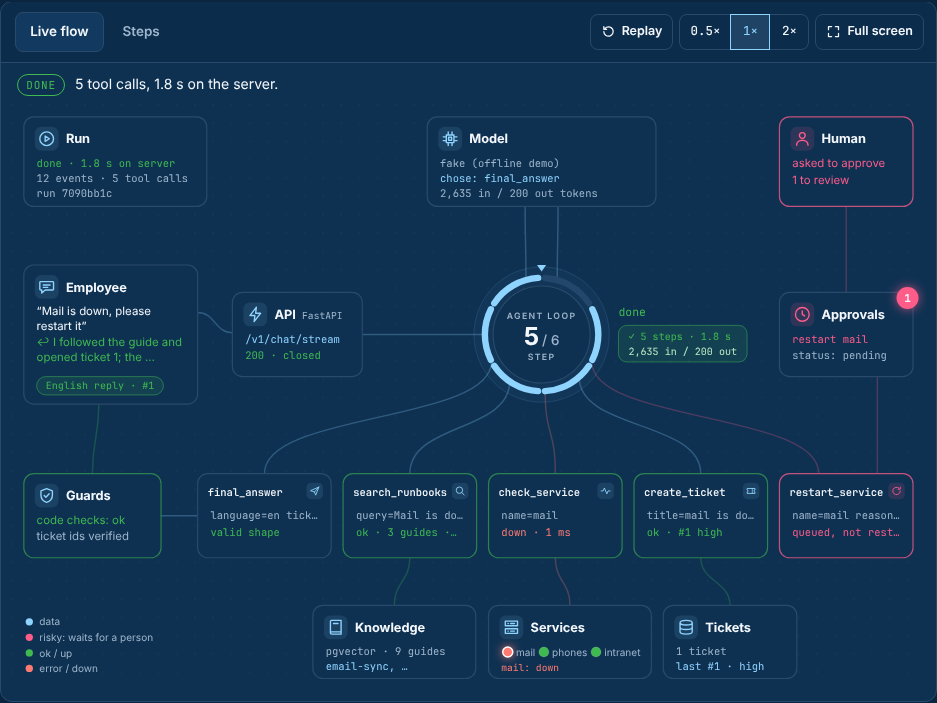 Live flow
Steps
Replay
0.5×
1×
2×
Full screen
DONE
5 tool calls, 1.8 s on the server.
Run
done · 1.8 s on server
12 events · 5 tool calls
run 7090bb1c
Model
fake (offline demo)
chose: final_answer
2,635 in / 200 out tokens
Human
asked to approve
1 to review
Employee
“Mail is down, please
restart it”
↩ I followed the guide and
opened ticket 1; the …
English reply · #1
API FastAPI
/v1/chat/stream
200 · closed
AGENT LOOP
5 / 6
STEP
done
✓ 5 steps · 1.8 s
2,635 in / 200 out
1
Approvals
restart mail
status: pending
Guards
code checks: ok
ticket ids verified
final_answer
language=en tick…
valid shape
search_runbooks
query=Mail is do…
ok · 3 guides ·…
check_service
name=mail
down · 1 ms
create_ticket
title=mail is do…
ok · #1 high
restart_service
name=mail reason…
queued, not rest…
data
risky: waits for a person
ok / up
error / down
Knowledge
pgvector · 9 guides
email-sync, …
Services
mail phones intranet
mail: down
Tickets
1 ticket
last #1 · high